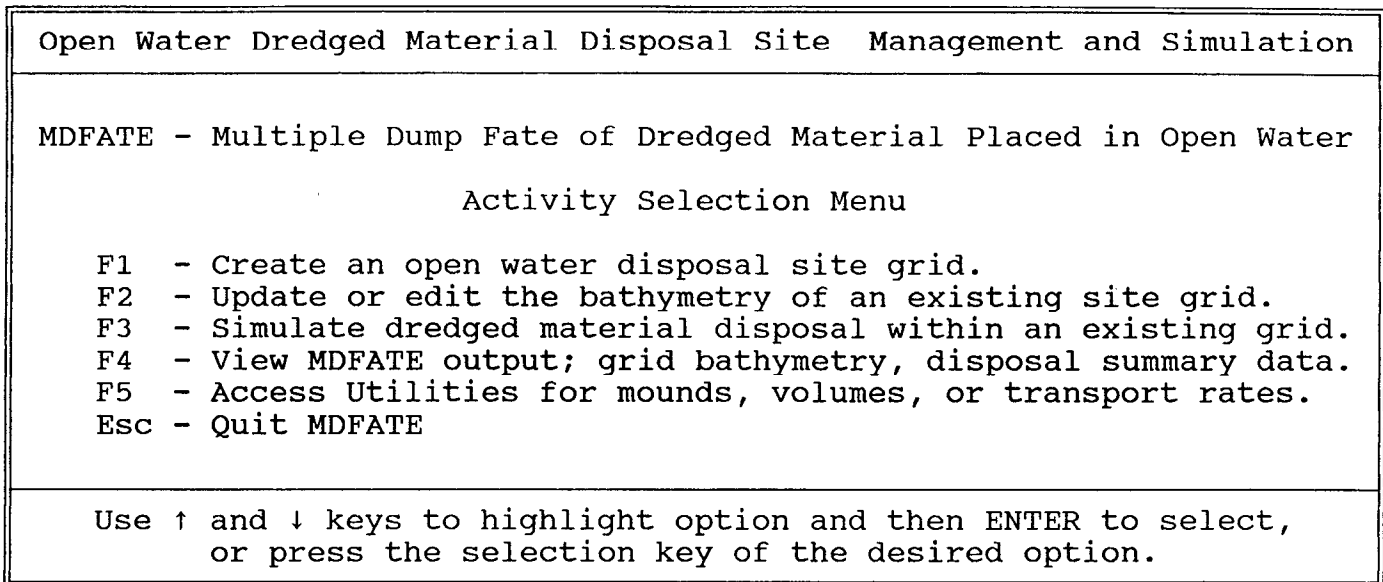 Open Water Dredged Material Disposal Site Management and Simulation
MDFATE - Multiple Dump Fate of Dredged Material Placed in Open Water
Activity Selection Menu
F1 - Create an open water disposal site grid.
F2 - Update or edit the bathymetry of an existing site grid.
F3 - Simulate dredged material disposal within an existing grid.
F4 - View MDFATE output; grid bathymetry, disposal summary data.
F5 - Access Utilities for mounds, volumes, or transport rates.
Esc - Quit MDFATE
Use ↑ and ↓ keys to highlight option and then ENTER to select,
or press the selection key of the desired option.